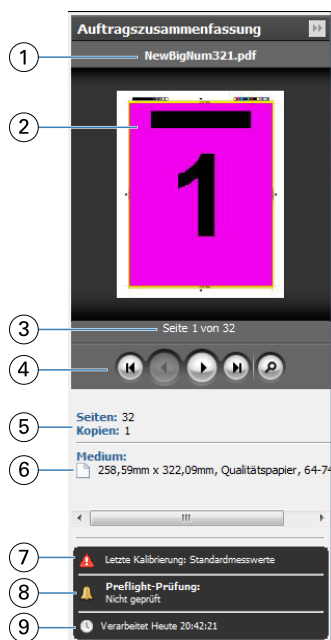 Auftragszusammenfassung
1
NewBigNum321.pdf
2
1
3
Seite 1 von 32
4
5
Seiten: 32
Kopien: 1
6
Medium:
258,59mm x 322,09mm, Qualitätspapier, 64-74
7
Letzte Kalibrierung: Standardmesswerte
8
Preflight-Prüfung:
Nicht geprüft
9
Verarbeitet Heute 20:42:21